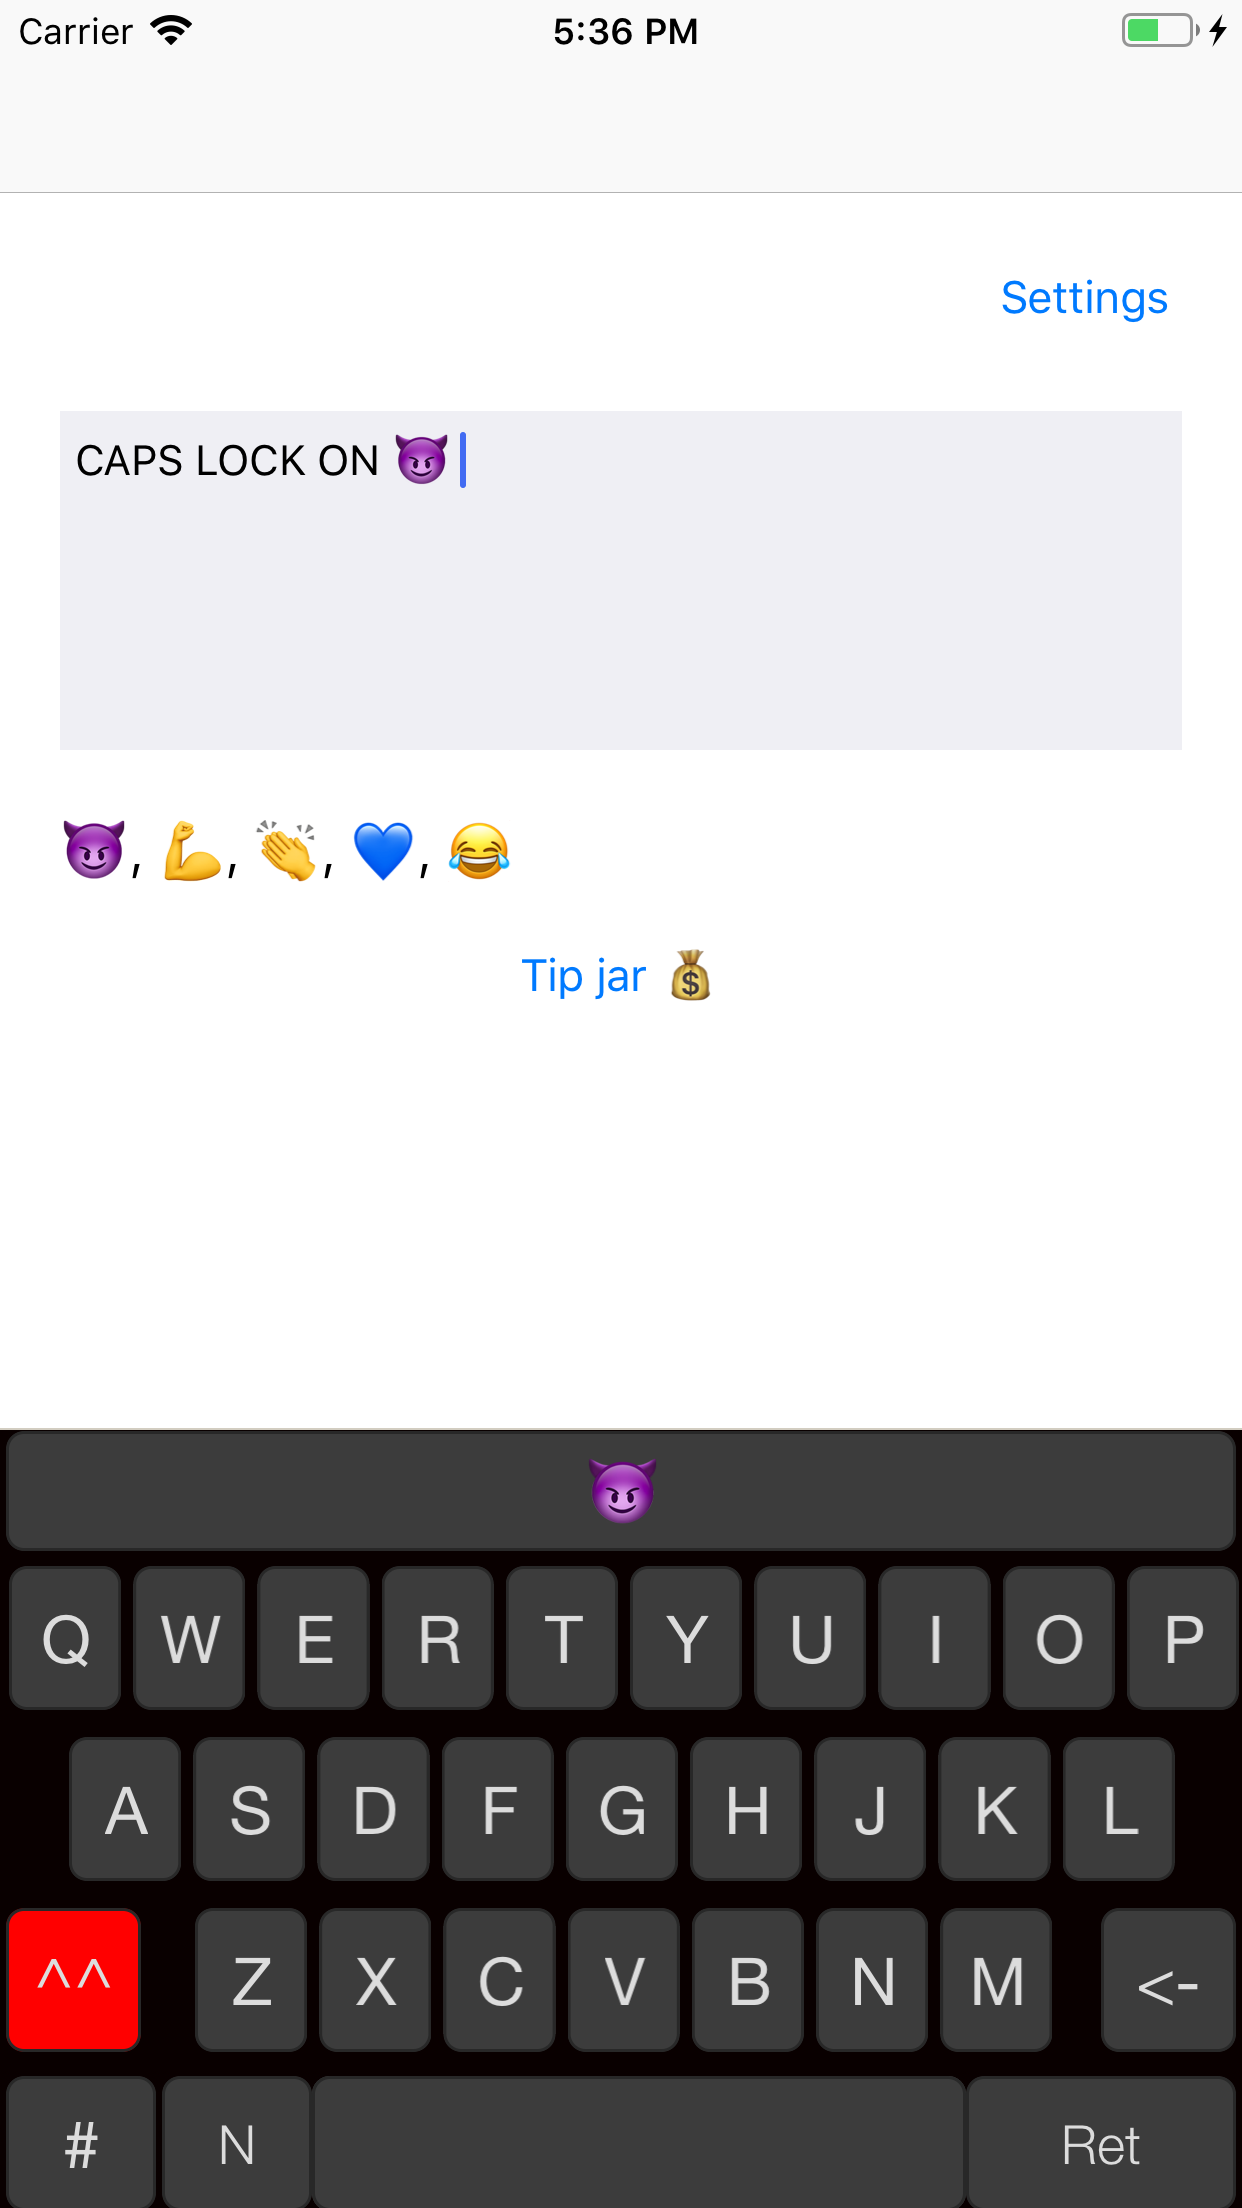 Carrier 5:36 PM
Settings
CAPS LOCK ON 😈
😈, 💪, 👏, 💙, 😂
Tip jar 💰
😈
Q W E R T Y U I O P
A S D F G H J K L
^^ Z X C V B N M <-
# N Ret